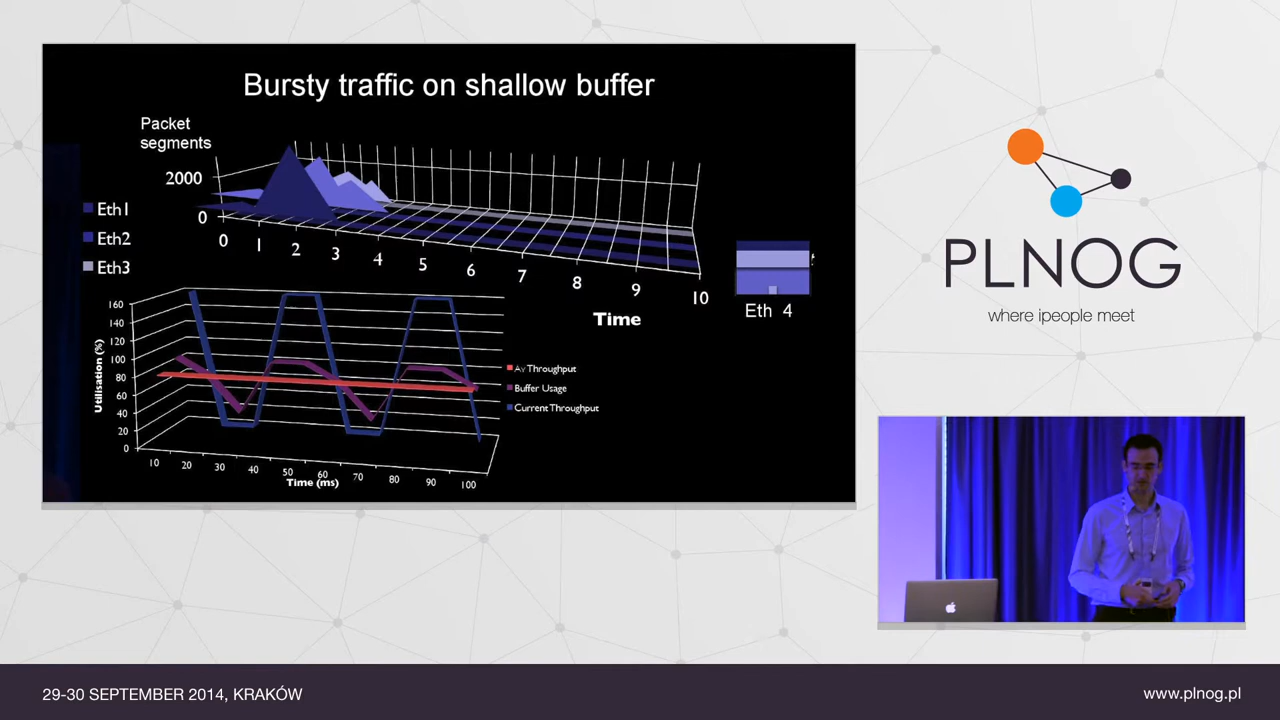 Bursty traffic on shallow buffer
Packet
segments
2000
0
Eth1
Eth2
Eth3
0 1 2 3 4 5 6 7 8 9 10
Time
Eth 4
160
140
120
100
80
60
40
20
0
Utilisation (%)
10 20 30 40 50 60 70 80 90 100
Time (ms)
Av Throughput
Buffer Usage
Current Throughput
PLNOG
where ipeople meet
29-30 SEPTEMBER 2014, KRAKÓW
www.plnog.pl